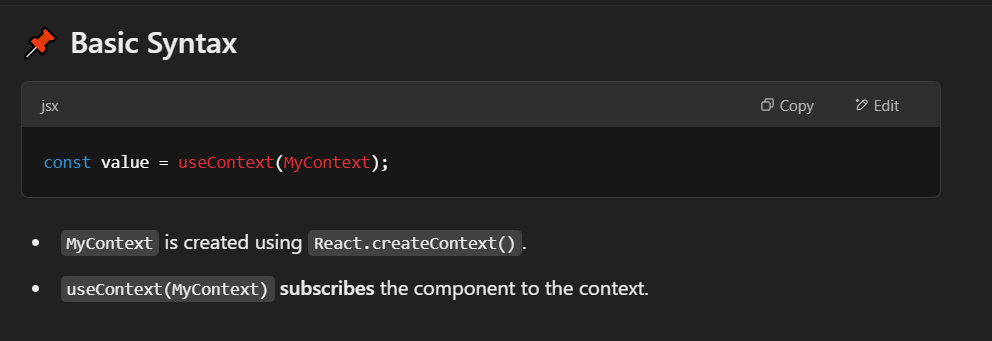 Basic Syntax
jsx Copy Edit
const value = useContext(MyContext);
MyContext is created using React.createContext().
useContext(MyContext) subscribes the component to the context.